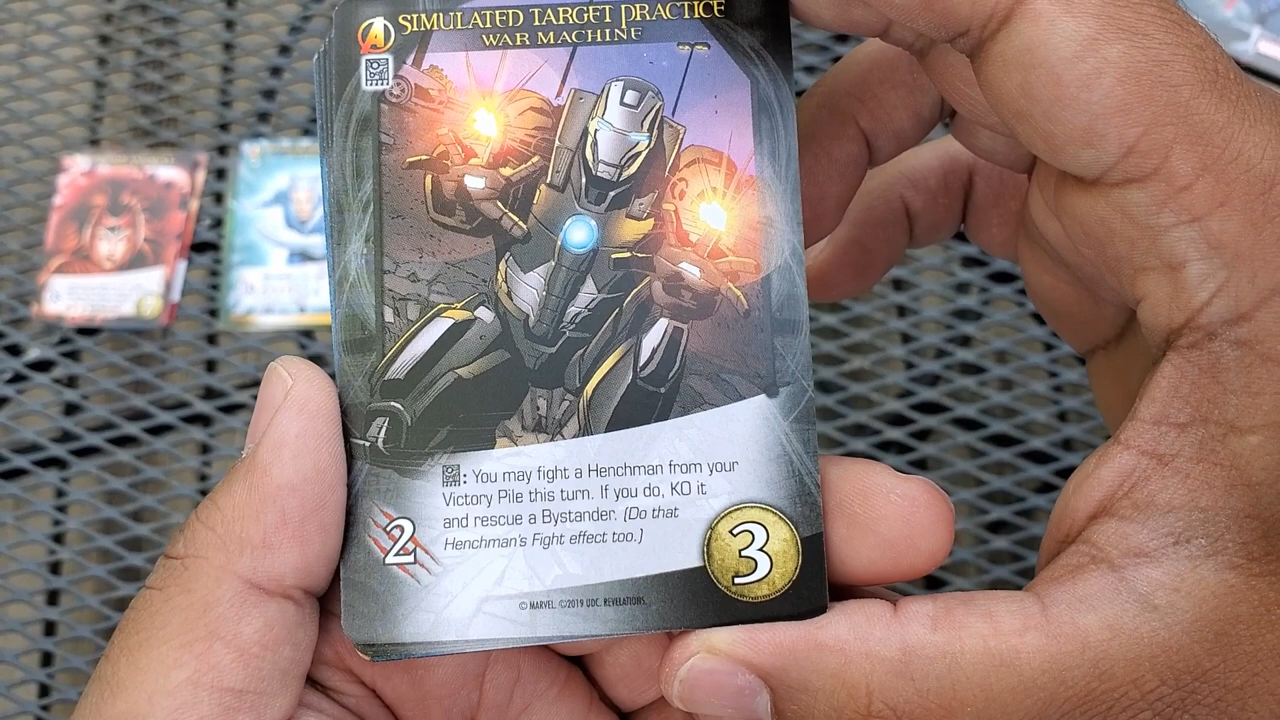 SIMULATED TARGET PRACTICE
WAR MACHINE
: You may fight a Henchman from your
Victory Pile this turn. If you do, KO it
and rescue a Bystander. (Do that
Henchman's Fight effect too.)
2
3
© MARVEL. ©2019 UDC. REVELATIONS.